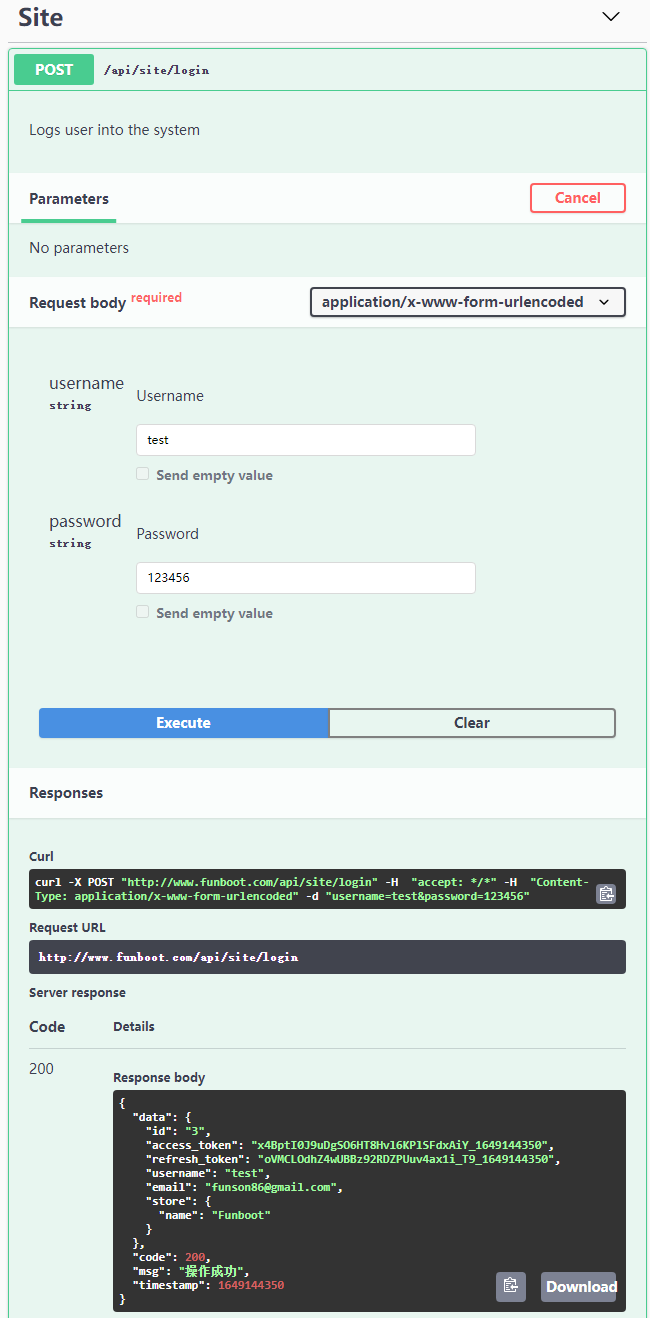 Site
POST /api/site/login
Logs user into the system
Parameters
Cancel
No parameters
Request body required
application/x-www-form-urlencoded
username
string
Username
test
Send empty value
password
string
Password
123456
Send empty value
Execute
Clear
Responses
Curl
curl -X POST "http://www.funboot.com/api/site/login" -H  "accept: */*" -H  "Content-
Type: application/x-www-form-urlencoded" -d "username=test&password=123456"
Request URL
http://www.funboot.com/api/site/login
Server response
Code Details
200
Response body
{
  "data": {
    "id": "3",
    "access_token": "x4BptI0J9uDgSO6HT8Hvl6KPlSFdxAiY_1649144350",
    "refresh_token": "oVMCLOdhZ4wUBBz92RDZPUuv4ax1i_T9_1649144350",
    "username": "test",
    "email": "funson86@gmail.com",
    "store": {
      "name": "Funboot"
    }
  },
  "code": 200,
  "msg": "操作成功",
  "timestamp": 1649144350
}
Download